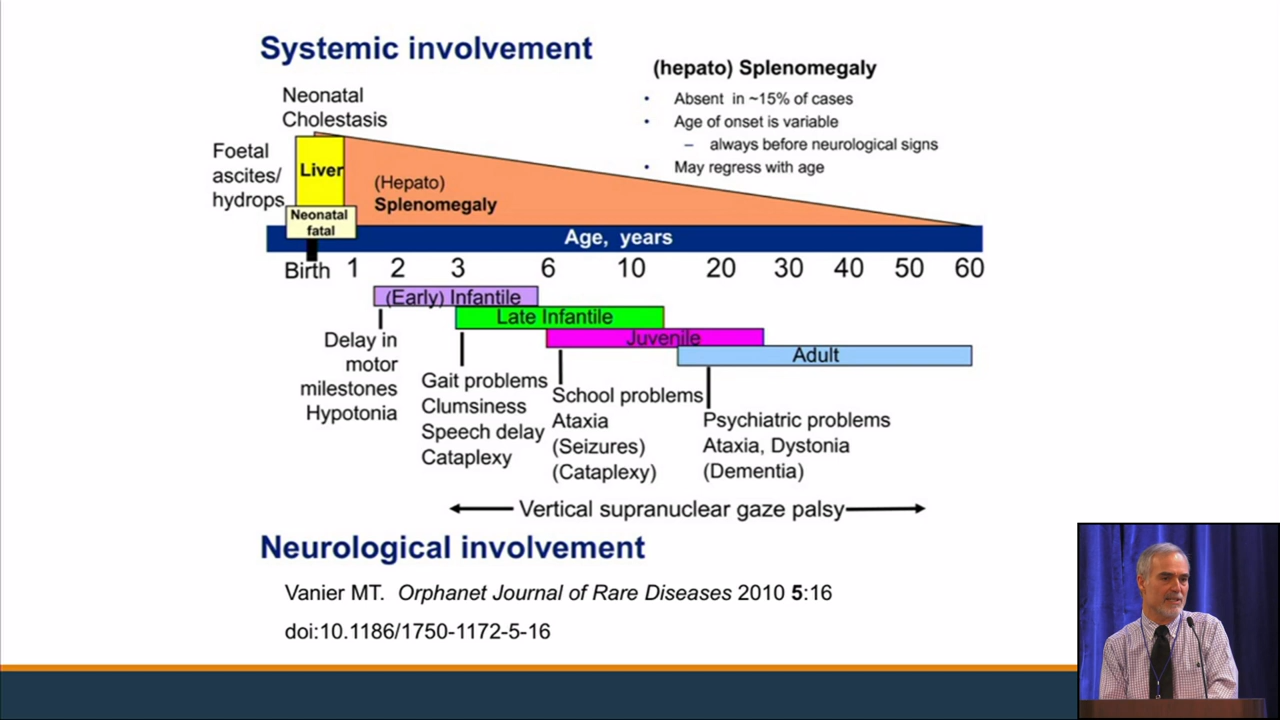 Systemic involvement
(hepato) Splenomegaly
• Absent in ~15% of cases
• Age of onset is variable
– always before neurological signs
• May regress with age
Neonatal
Cholestasis
Foetal
ascites/
hydrops
Liver
(Hepato)
Splenomegaly
Neonatal
fatal
Age, years
Birth 1 2 3 6 10 20 30 40 50 60
(Early) Infantile
Late Infantile
Juvenile
Adult
Delay in
motor
milestones
Hypotonia
Gait problems
Clumsiness
Speech delay
Cataplexy
School problems
Ataxia
(Seizures)
(Cataplexy)
Psychiatric problems
Ataxia, Dystonia
(Dementia)
Vertical supranuclear gaze palsy
Neurological involvement
Vanier MT. Orphanet Journal of Rare Diseases 2010 5:16
doi:10.1186/1750-1172-5-16